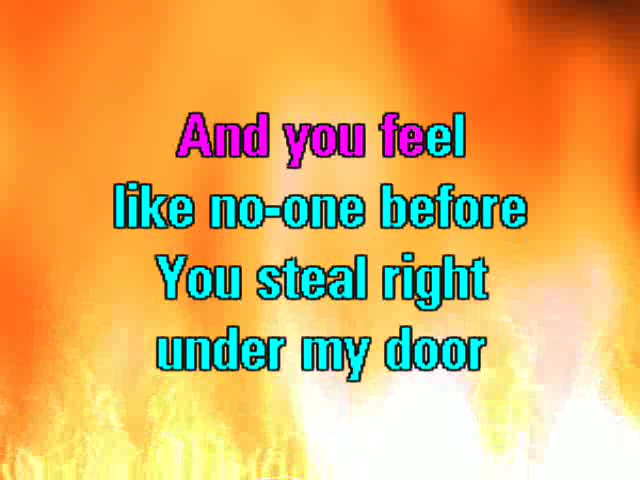 And you feel
like no-one before
You steal right
under my door